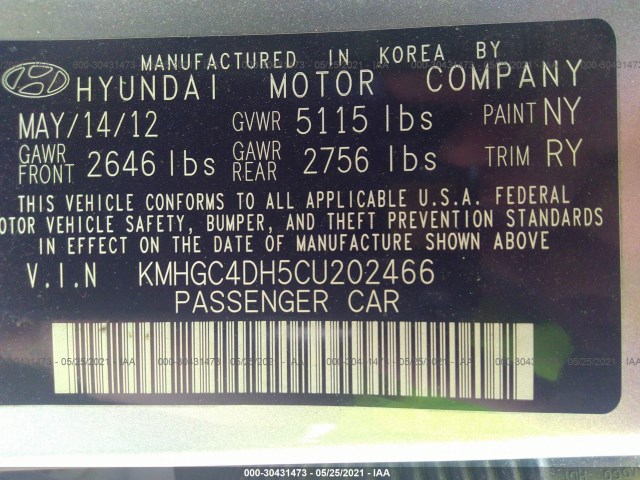 MANUFACTURED IN KOREA BY
HYUNDAI MOTOR COMPANY
MAY/14/12 GVWR 5115 lbs PAINT NY
GAWR FRONT 2646 lbs GAWR REAR 2756 lbs TRIM RY
THIS VEHICLE CONFORMS TO ALL APPLICABLE U.S.A. FEDERAL
MOTOR VEHICLE SAFETY, BUMPER, AND THEFT PREVENTION STANDARDS
IN EFFECT ON THE DATE OF MANUFACTURE SHOWN ABOVE.
V.I.N KMHGC4DH5CU202466
PASSENGER CAR
000-30431473 - 05/25/2021 - IAA